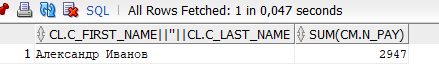 SQL | All Rows Fetched: 1 in 0,047 seconds
CL.C_FIRST_NAME||''||CL.C_LAST_NAME SUM(CM.N_PAY)
1 Александр Иванов 2947